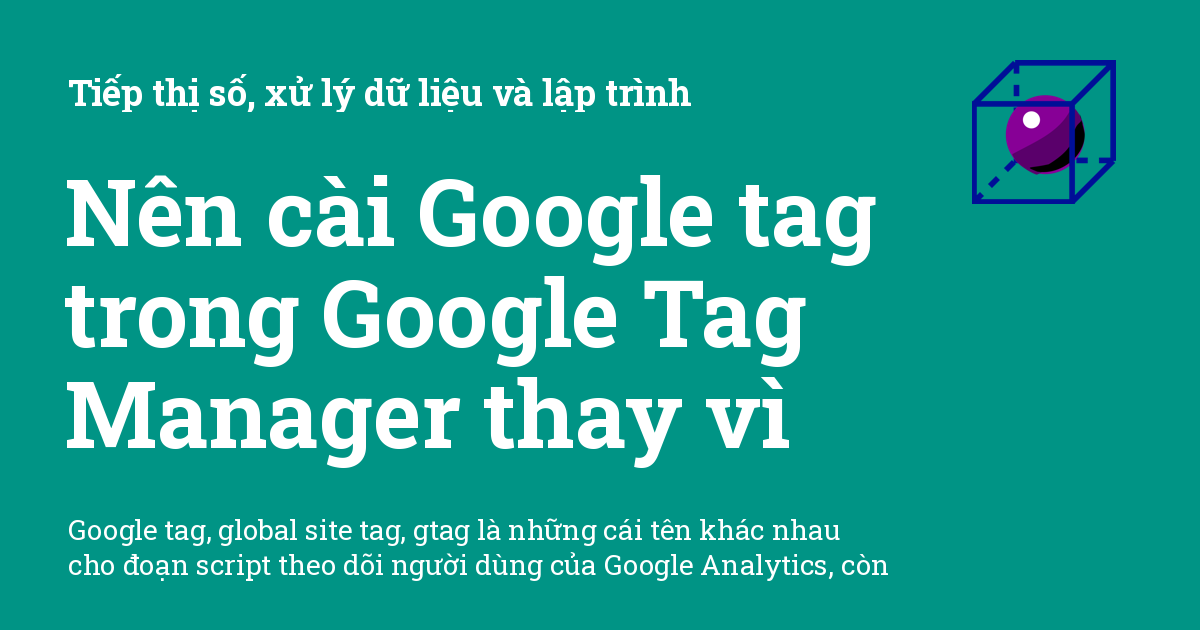 Tiếp thị số, xử lý dữ liệu và lập trình
Nên cài Google tag
trong Google Tag
Manager thay vì
Google tag, global site tag, gtag là những cái tên khác nhau
cho đoạn script theo dõi người dùng của Google Analytics, còn